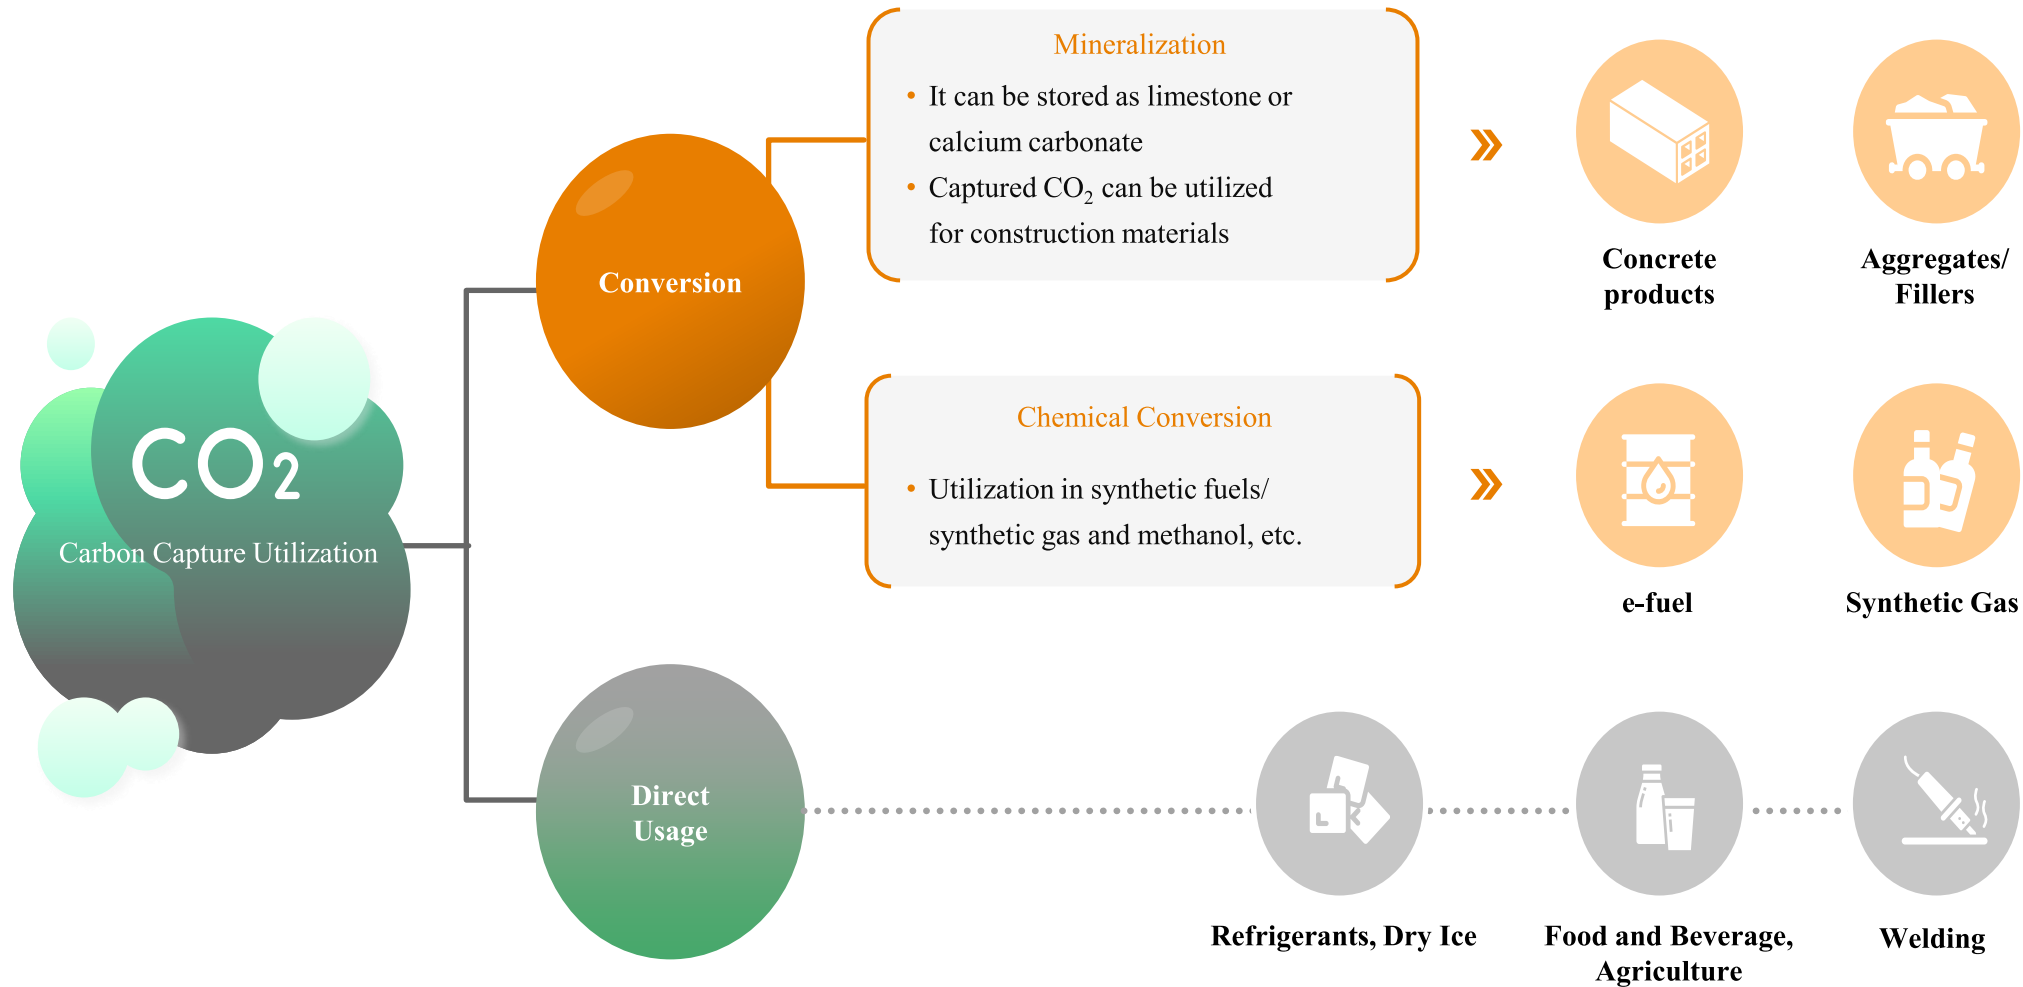 CO₂
Carbon Capture Utilization
Conversion
Mineralization
• It can be stored as limestone or
calcium carbonate
• Captured CO₂ can be utilized
for construction materials
Concrete
products
Aggregates/
Fillers
Chemical Conversion
• Utilization in synthetic fuels/
synthetic gas and methanol, etc.
e-fuel
Synthetic Gas
Direct
Usage
Refrigerants, Dry Ice
Food and Beverage,
Agriculture
Welding